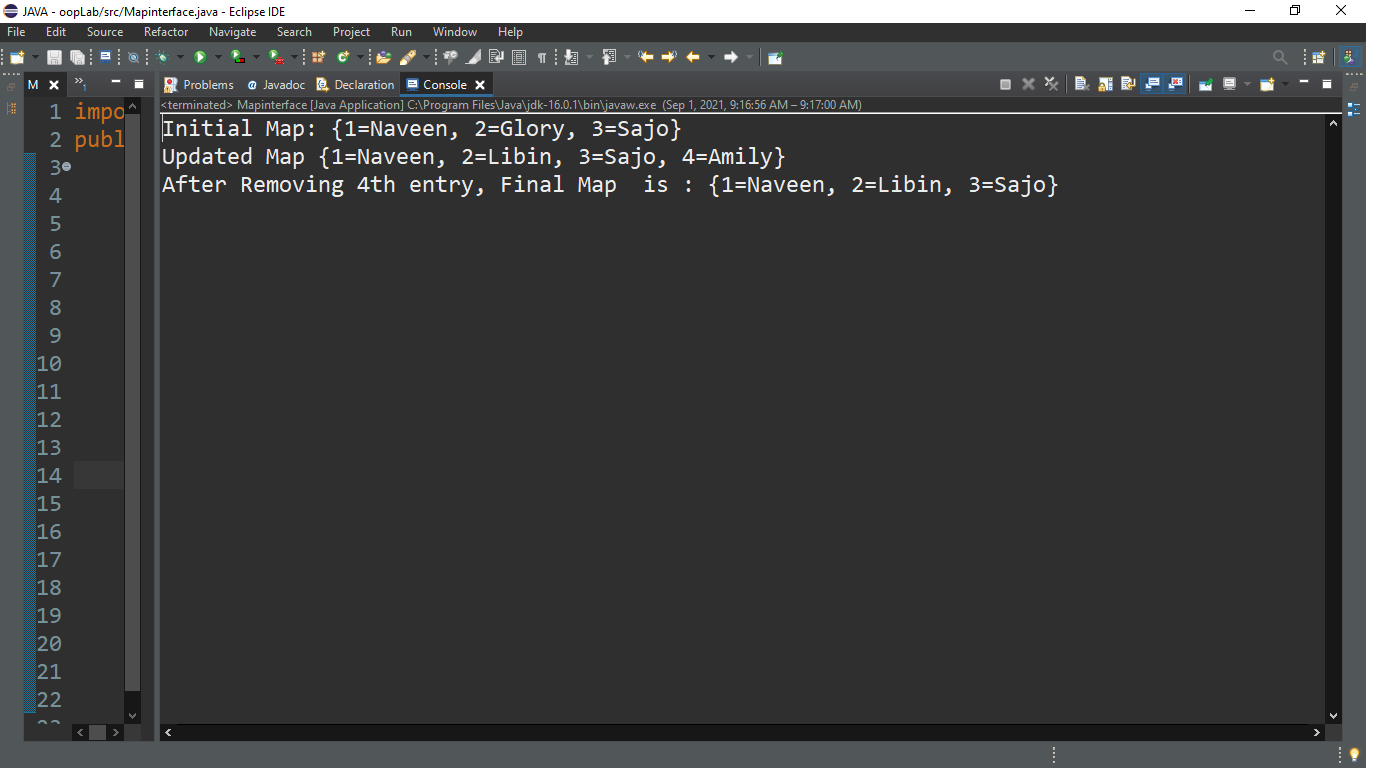 JAVA - oopLab/src/Mapinterface.java - Eclipse IDE
File Edit Source Refactor Navigate Search Project Run Window Help
M
»1
Problems Javadoc Declaration Console
<terminated> Mapinterface [Java Application] C:\Program Files\Java\jdk-16.0.1\bin\javaw.exe (Sep 1, 2021, 9:16:56 AM – 9:17:00 AM)
1 impo
2 publ
3
4
5
6
7
8
9
10
11
12
13
14
15
16
17
18
19
20
21
22
Initial Map: {1=Naveen, 2=Glory, 3=Sajo}
Updated Map {1=Naveen, 2=Libin, 3=Sajo, 4=Amily}
After Removing 4th entry, Final Map  is : {1=Naveen, 2=Libin, 3=Sajo}